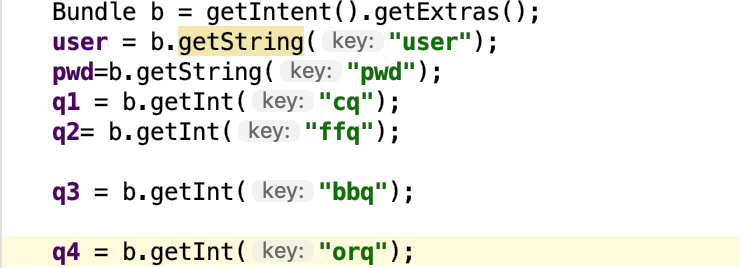 Bundle b = getIntent().getExtras();
user = b.getString( key: "user");
pwd=b.getString( key: "pwd");
q1 = b.getInt( key: "cq");
q2= b.getInt( key: "ffq");
q3 = b.getInt( key: "bbq");
q4 = b.getInt( key: "orq");